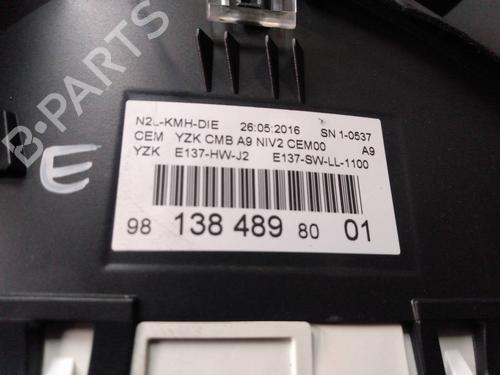 B-PARTS
N2L-KMH-DIE 26:05:2016 SN 1-0537
CEM YZK CMB A9 NIV2 CEM00 A9
YZK E137-HW-J2 E137-SW-LL-1100
98 138 489 80 01
E